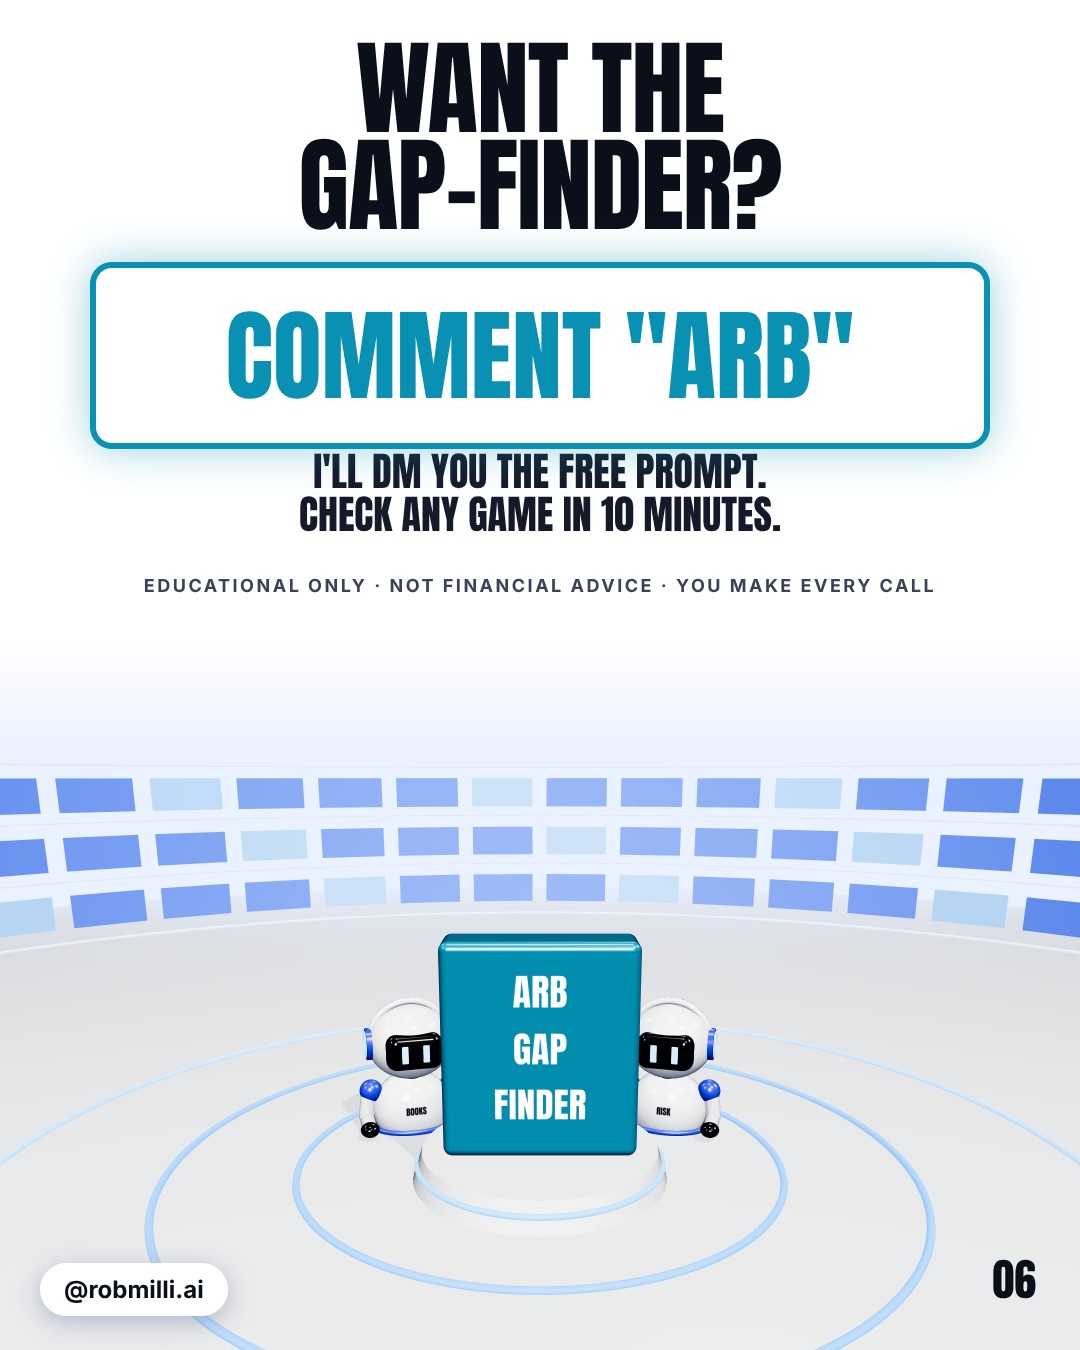 WANT THE
GAP-FINDER?
COMMENT "ARB"
I'LL DM YOU THE FREE PROMPT.
CHECK ANY GAME IN 10 MINUTES.
EDUCATIONAL ONLY · NOT FINANCIAL ADVICE · YOU MAKE EVERY CALL
ARB
GAP
FINDER
BOOKS
RISK
@robmilli.ai
06